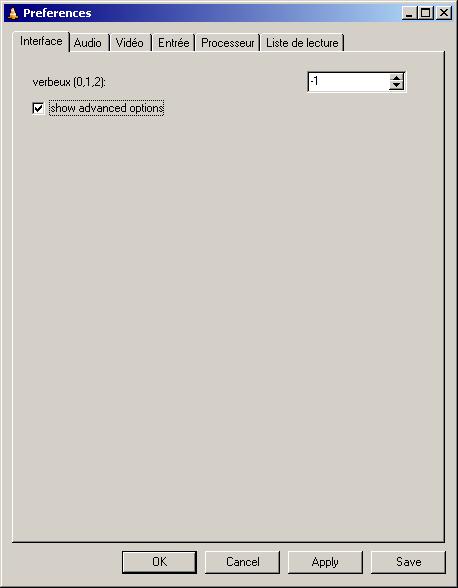 Preferences
Interface Audio Vidéo Entrée Processeur Liste de lecture
verbeux (0,1,2): -1
show advanced options
OK Cancel Apply Save